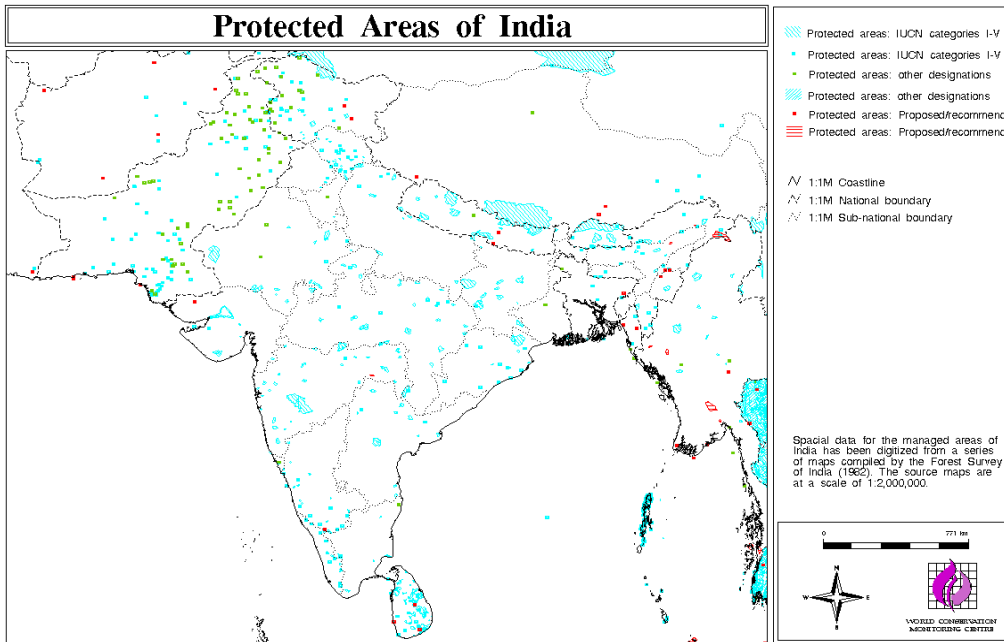 Protected Areas of India
Protected areas: IUCN categories I-V
Protected areas: IUCN categories I-V
Protected areas: other designations
Protected areas: other designations
Protected areas: Proposed/recommend
Protected areas: Proposed/recommend
1:1M Coastline
1:1M National boundary
1:1M Sub-national boundary
Spacial data for the managed areas of
India has been digitized from a series
of maps compiled by the Forest Survey
of India (1982). The source maps are
at a scale of 1:2,000,000.
0 771 km
N
W E
S
WORLD CONSERVATION
MONITORING CENTRE